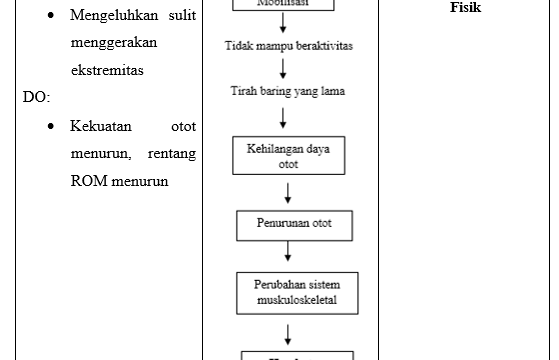 • Mengeluhkan sulit
menggerakan
ekstremitas
DO:
• Kekuatan otot
menurun, rentang
ROM menurun
Mobilisasi
Tidak mampu beraktivitas
Tirah baring yang lama
Kehilangan daya
otot
Penurunan otot
Perubahan sistem
muskuloskeletal
Fisik